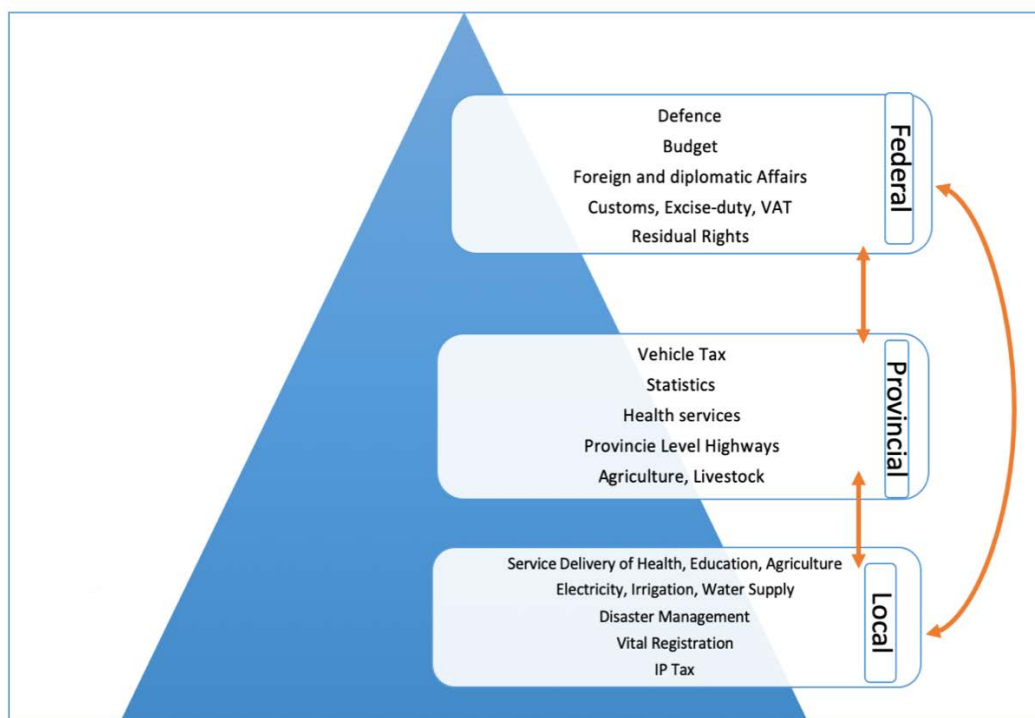 Defence
Budget
Foreign and diplomatic Affairs
Customs, Excise-duty, VAT
Residual Rights
Federal
Vehicle Tax
Statistics
Health services
Provincie Level Highways
Agriculture, Livestock
Provincial
Service Delivery of Health, Education, Agriculture
Electricity, Irrigation, Water Supply
Disaster Management
Vital Registration
IP Tax
Local